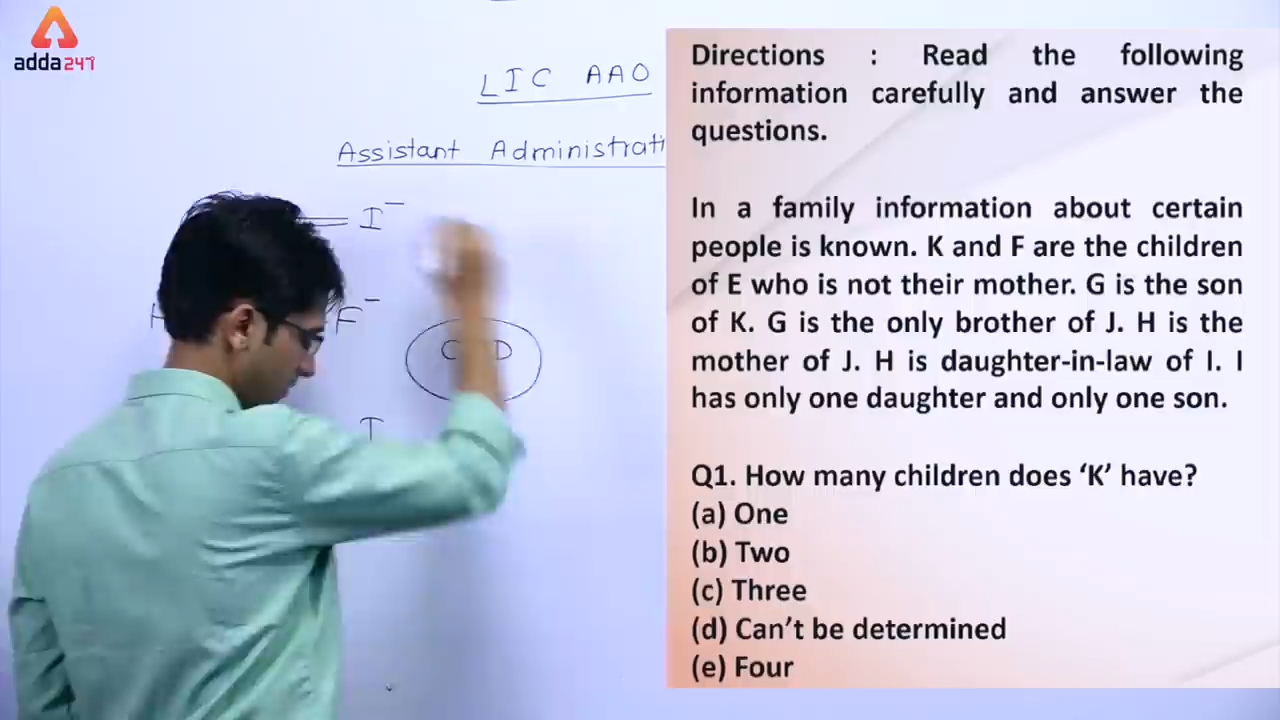 adda247
LIC AAO
Assistant Administrati
I⁻
F⁻
H
C D
I
Directions : Read the following
information carefully and answer the
questions.
In a family information about certain
people is known. K and F are the children
of E who is not their mother. G is the son
of K. G is the only brother of J. H is the
mother of J. H is daughter-in-law of I. I
has only one daughter and only one son.
Q1. How many children does ‘K’ have?
(a) One
(b) Two
(c) Three
(d) Can’t be determined
(e) Four